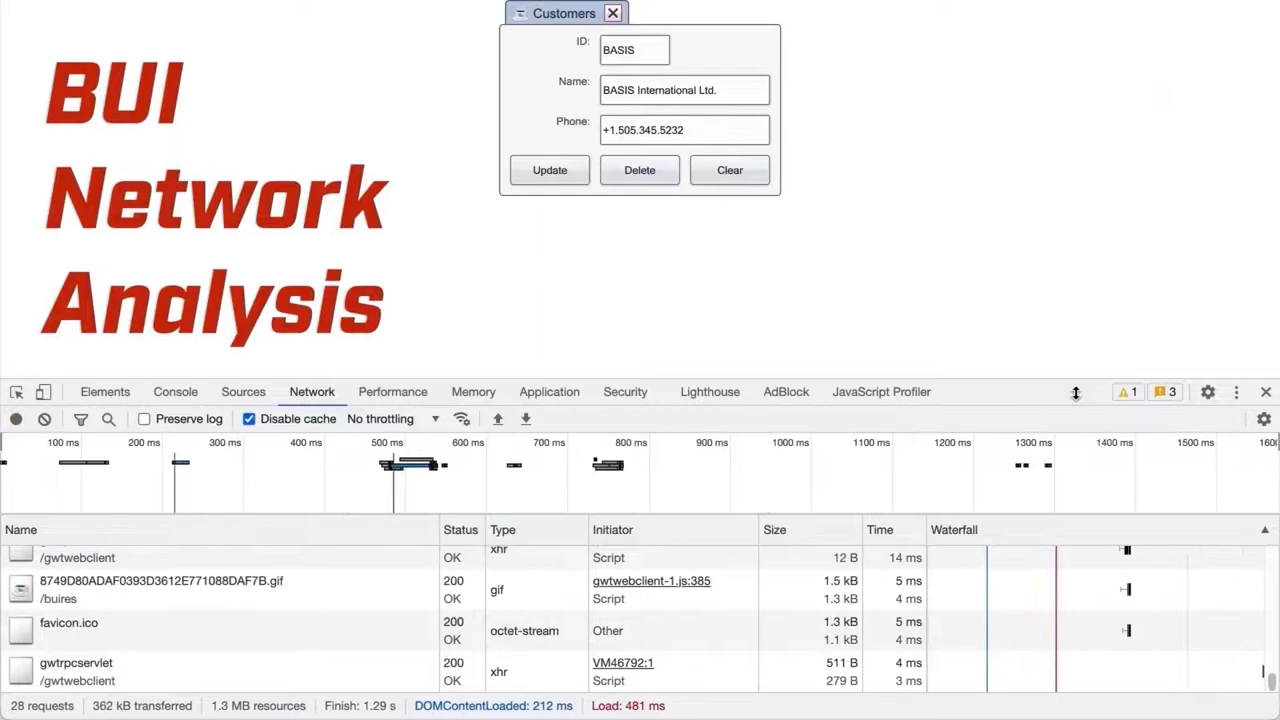 Customers
ID:
BASIS
Name:
BASIS International Ltd.
Phone:
+1.505.345.5232
Update Delete Clear
BUI
Network
Analysis
Elements Console Sources Network Performance Memory Application Security Lighthouse AdBlock JavaScript Profiler 1 3
Preserve log Disable cache No throttling
100 ms 200 ms 300 ms 400 ms 500 ms 600 ms 700 ms 800 ms 900 ms 1000 ms 1100 ms 1200 ms 1300 ms 1400 ms 1500 ms
Name Status Type Initiator Size Time Waterfall
xhr
/gwtwebclient OK Script 12 B 14 ms
8749D80ADAF0393D3612E771088DAF7B.gif 200 gif gwtwebclient-1.js:385 1.5 kB 5 ms
/buires OK Script 1.3 kB 4 ms
favicon.ico 200 octet-stream Other 1.3 kB 5 ms
OK 1.1 kB 4 ms
gwtrpcservlet 200 xhr VM46792:1 511 B 4 ms
/gwtwebclient OK Script 279 B 3 ms
28 requests 362 kB transferred 1.3 MB resources Finish: 1.29 s DOMContentLoaded: 212 ms Load: 481 ms